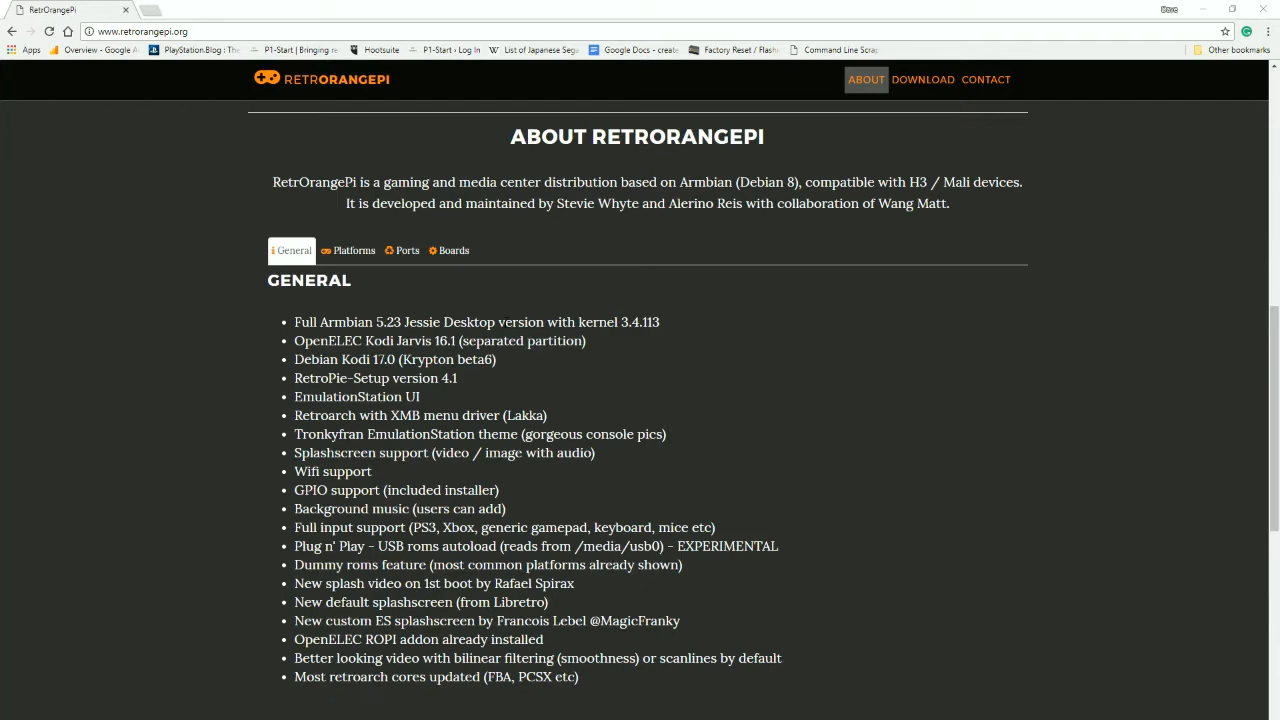 RetrOrangePi
Dave
www.retrorangepi.org
Apps
Overview - Google A
PlayStation.Blog : The
P1-Start | Bringing re
Hootsuite
P1-Start › Log In
List of Japanese Sega
Google Docs - create
Factory Reset / Flash
Command Line Scrap
Other bookmarks
RETRORANGEPI
ABOUT DOWNLOAD CONTACT
ABOUT RETRORANGEPI
RetrOrangePi is a gaming and media center distribution based on Armbian (Debian 8), compatible with H3 / Mali devices.
It is developed and maintained by Stevie Whyte and Alerino Reis with collaboration of Wang Matt.
General Platforms Ports Boards
GENERAL
Full Armbian 5.23 Jessie Desktop version with kernel 3.4.113
OpenELEC Kodi Jarvis 16.1 (separated partition)
Debian Kodi 17.0 (Krypton beta6)
RetroPie-Setup version 4.1
EmulationStation UI
Retroarch with XMB menu driver (Lakka)
Tronkyfran EmulationStation theme (gorgeous console pics)
Splashscreen support (video / image with audio)
Wifi support
GPIO support (included installer)
Background music (users can add)
Full input support (PS3, Xbox, generic gamepad, keyboard, mice etc)
Plug n' Play - USB roms autoload (reads from /media/usb0) - EXPERIMENTAL
Dummy roms feature (most common platforms already shown)
New splash video on 1st boot by Rafael Spirax
New default splashscreen (from Libretro)
New custom ES splashscreen by Francois Lebel @MagicFranky
OpenELEC ROPI addon already installed
Better looking video with bilinear filtering (smoothness) or scanlines by default
Most retroarch cores updated (FBA, PCSX etc)